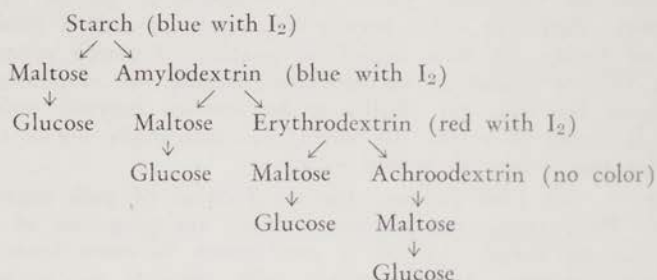 Starch (blue with I₂)
Maltose Amylodextrin (blue with I₂)
Glucose Maltose Erythrodextrin (red with I₂)
Glucose Maltose Achroodextrin (no color)
Glucose Maltose
Glucose